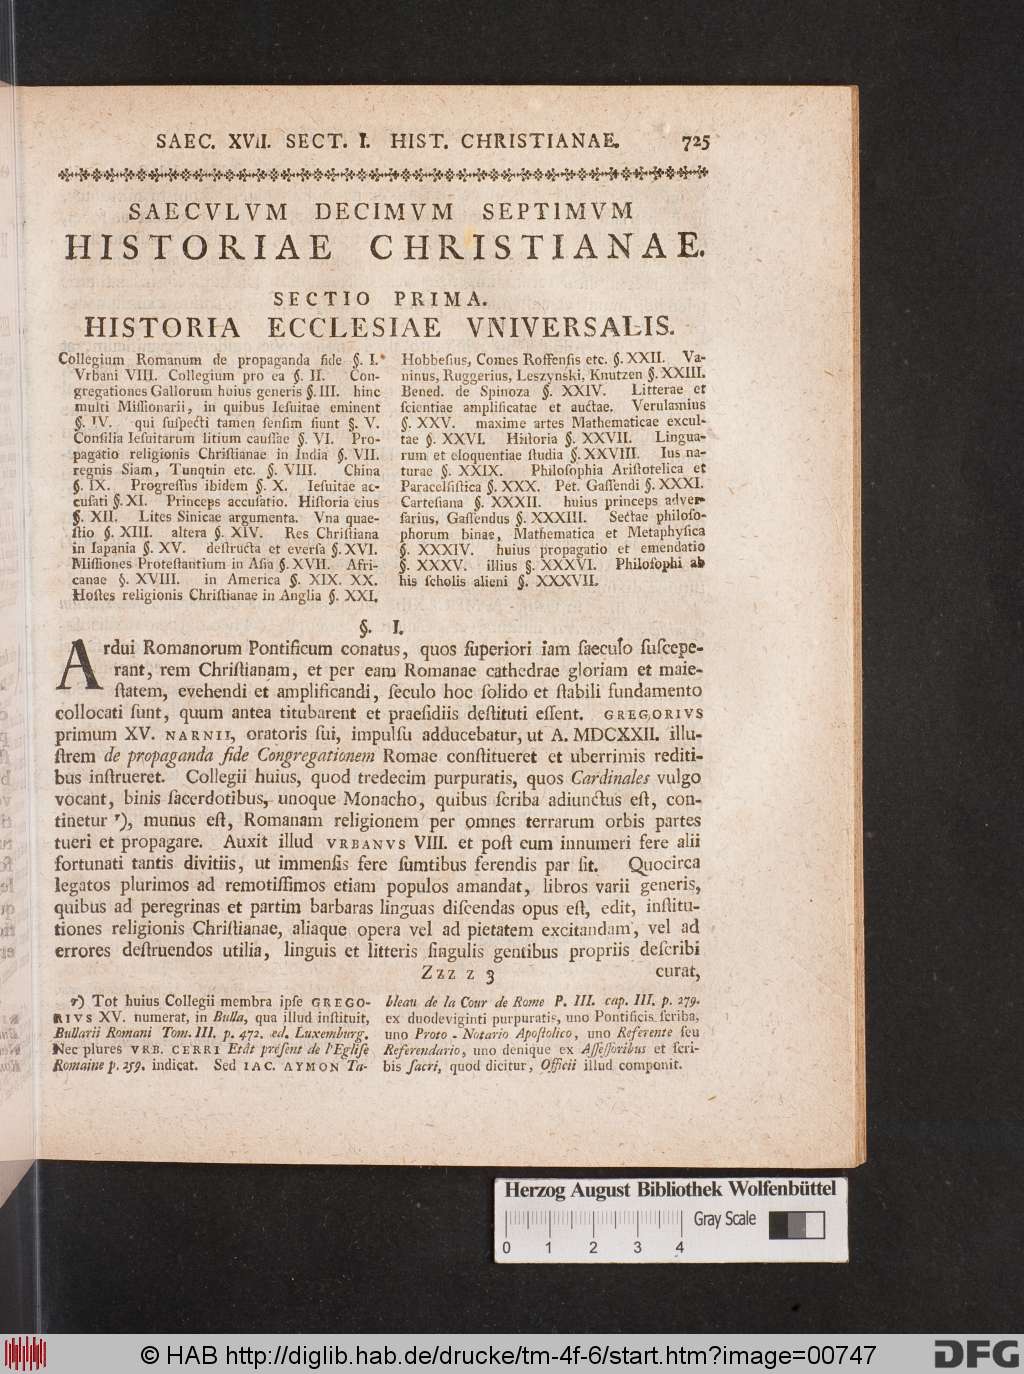 SAEC. XVII. SECT. I. HIST. CHRISTIANAE. 725
SAECVLVM DECIMVM SEPTIMVM
HISTORIAE CHRISTIANAE.
SECTIO PRIMA.
HISTORIA ECCLESIAE VNIVERSALIS.
Collegium Romanum de propaganda fide §. I.
Vrbani VIII. Collegium pro ea §. II. Con-
gregationes Gallorum huius generis §. III. hinc
multi Miſſionarii, in quibus Ieſuitae eminent
§. IV. qui ſuſpecti tamen ſenſim fiunt §. V.
Conſilia Ieſuitarum litium cauſſae §. VI. Pro-
pagatio religionis Chriſtianae in India §. VII.
regnis Siam, Tunquin etc. §. VIII. China
§. IX. Progreſſus ibidem §. X. Ieſuitae ac-
cuſati §. XI. Princeps accuſatio. Hiſtoria eius
§. XII. Lites Sinicae argumenta. Vna quae-
ſtio §. XIII. altera §. XIV. Res Chriſtiana
in Iapania §. XV. deſtructa et everſa §. XVI.
Miſſiones Proteſtantium in Aſia §. XVII. Afri-
canae §. XVIII. in America §. XIX. XX.
Hoſtes religionis Chriſtianae in Anglia §. XXI.
Hobbeſius, Comes Roffenſis etc. §. XXII. Va-
ninus, Ruggerius, Leszynski, Knutzen §. XXIII.
Bened. de Spinoza §. XXIV. Litterae et
ſcientiae amplificatae et auctae. Verulamius
§. XXV. maxime artes Mathematicae excul-
tae §. XXVI. Hiſtoria §. XXVII. Lingua-
rum et eloquentiae ſtudia §. XXVIII. Ius na-
turae §. XXIX. Philoſophia Ariſtotelica et
Paracelſiſtica §. XXX. Pet. Gaſſendi §. XXXI.
Carteſiana §. XXXII. huius princeps adver-
ſarius, Gaſſendus §. XXXIII. Sectae philoſo-
phorum binae, Mathematica et Metaphyſica
§. XXXIV. huius propagatio et emendatio
§. XXXV. illius §. XXXVI. Philoſophi ab
his ſcholis alieni §. XXXVII.
§. I.
Ardui Romanorum Pontificum conatus, quos ſuperiori iam ſaeculo ſuſcepe-
rant, rem Chriſtianam, et per eam Romanae cathedrae gloriam et maie-
ſtatem, evehendi et amplificandi, ſeculo hoc ſolido et ſtabili fundamento
collocati ſunt, quum antea titubarent et praeſidiis deſtituti eſſent. GREGORIVS
primum XV. NARNII, oratoris ſui, impulſu adducebatur, ut A. MDCXXII. illu-
ſtrem de propaganda fide Congregationem Romae conſtitueret et uberrimis rediti-
bus inſtrueret. Collegii huius, quod tredecim purpuratis, quos Cardinales vulgo
vocant, binis ſacerdotibus, unoque Monacho, quibus ſcriba adiunctus eſt, con-
tinetur r), munus eſt, Romanam religionem per omnes terrarum orbis partes
tueri et propagare. Auxit illud VRBANVS VIII. et poſt eum innumeri fere alii
fortunati tantis divitiis, ut immenſis fere ſumtibus ferendis par ſit. Quocirca
legatos plurimos ad remotiſſimos etiam populos amandat, libros varii generis,
quibus ad peregrinas et partim barbaras linguas diſcendas opus eſt, edit, inſtitu-
tiones religionis Chriſtianae, aliaque opera vel ad pietatem excitandam, vel ad
errores deſtruendos utilia, linguis et litteris ſingulis gentibus propriis deſcribi
Zzz z 3 curat,
r) Tot huius Collegii membra ipſe GREGO-
RIVS XV. numerat, in Bulla, qua illud inſtituit,
Bullarii Romani Tom. III. p. 472. ed. Luxemburg.
Nec plures VRB. CERRI Etât préſent de l'Egliſe
Romaine p. 259. indicat. Sed IAC. AYMON Ta-
bleau de la Cour de Rome P. III. cap. III. p. 279.
ex duodeviginti purpuratis, uno Pontificis ſcriba,
uno Proto-Notario Apoſtolico, uno Referente ſeu
Referendario, uno denique ex Aſſeſſoribus et ſcri-
bis ſacri, quod dicitur, Officii illud componit.
Herzog August Bibliothek Wolfenbüttel
Gray Scale
0 1 2 3 4
© HAB http://diglib.hab.de/drucke/tm-4f-6/start.htm?image=00747
DFG